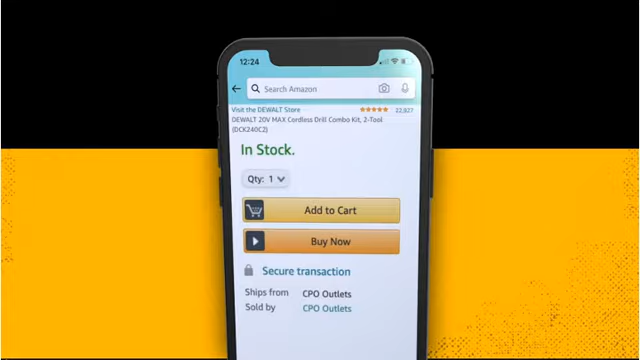 12:24
Search Amazon
Visit the DEWALT Store 22,927
DEWALT 20V MAX Cordless Drill Combo Kit, 2-Tool
(DCK240C2)
In Stock.
Qty: 1
Add to Cart
Buy Now
Secure transaction
Ships from CPO Outlets
Sold by CPO Outlets